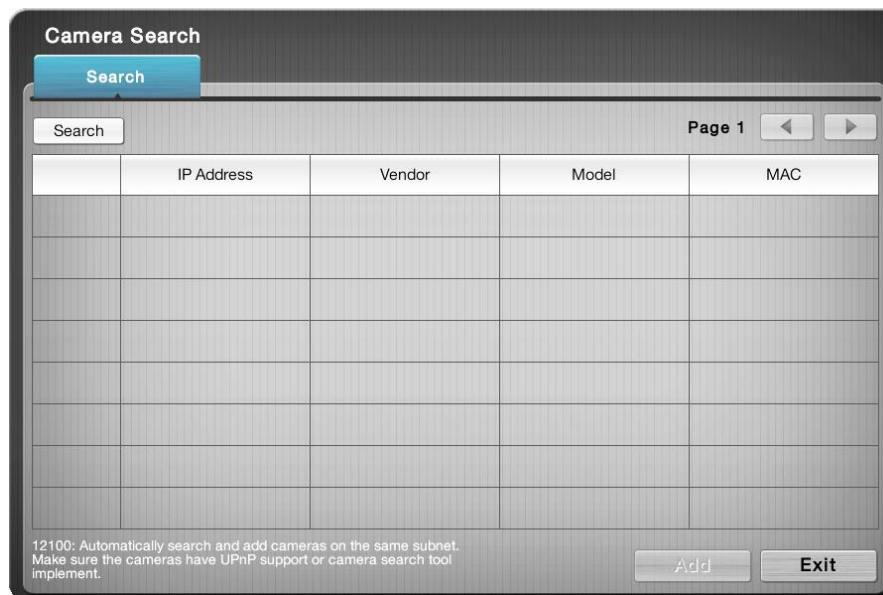 Camera Search
Search
Search
Page 1
IP Address Vendor Model MAC
12100: Automatically search and add cameras on the same subnet.
Make sure the cameras have UPnP support or camera search tool
implement.
Add Exit